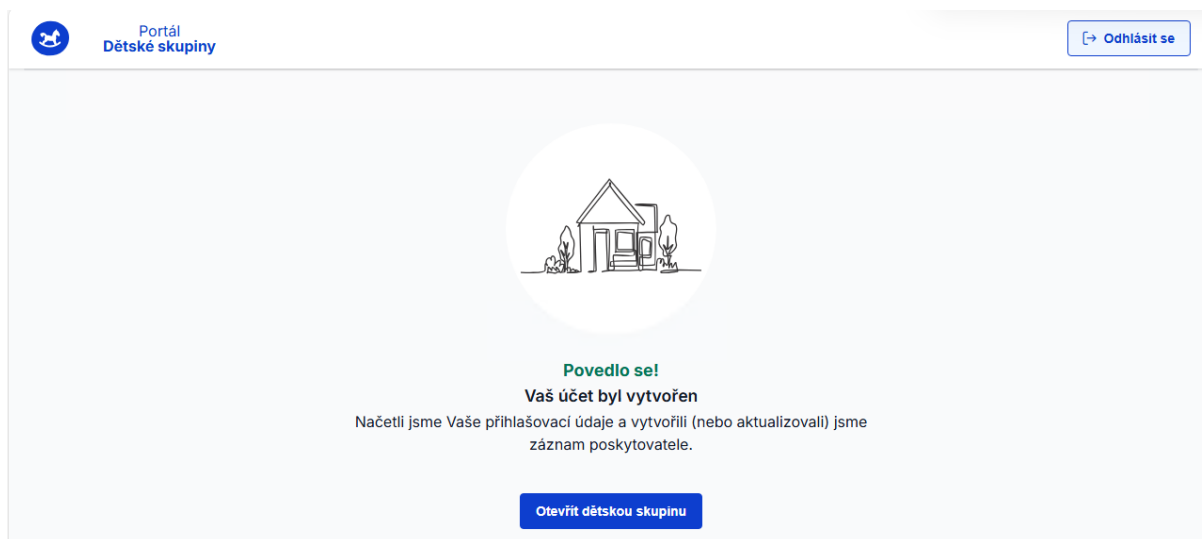 Portál
Dětské skupiny
Odhlásit se
Povedlo se!
Vaš účet byl vytvořen
Načetli jsme Vaše přihlašovací údaje a vytvořili (nebo aktualizovali) jsme
záznam poskytovatele.
Otevřít dětskou skupinu